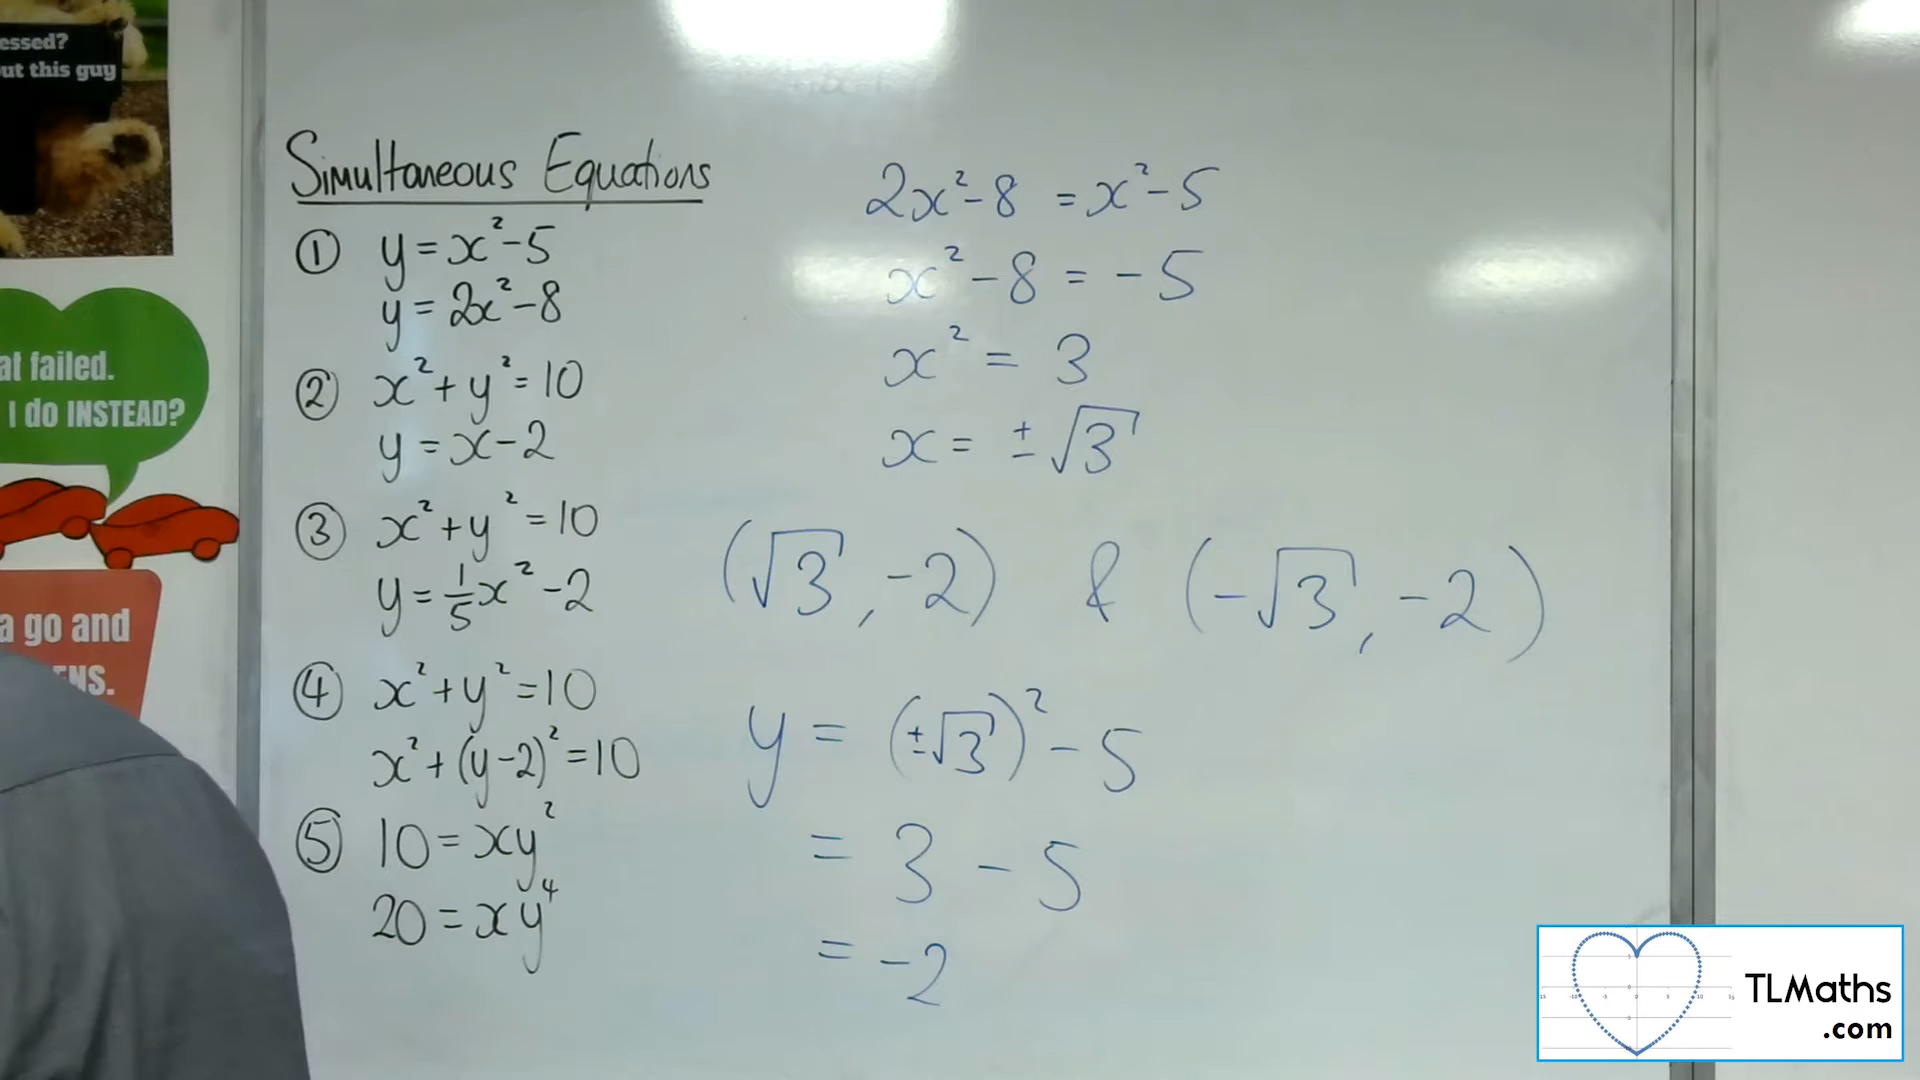 essed?
ut this guy
at failed.
I do INSTEAD?
a go and
ENS.
Simultaneous Equations
① y = x² - 5
y = 2x² - 8
② x² + y² = 10
y = x - 2
③ x² + y² = 10
y = 1/5 x² - 2
④ x² + y² = 10
x² + (y - 2)² = 10
⑤ 10 = xy²
20 = xy⁴
2x² - 8 = x² - 5
x² - 8 = -5
x² = 3
x = ±√3
(√3, -2) & (-√3, -2)
y = (±√3)² - 5
= 3 - 5
= -2
TLMaths
.com